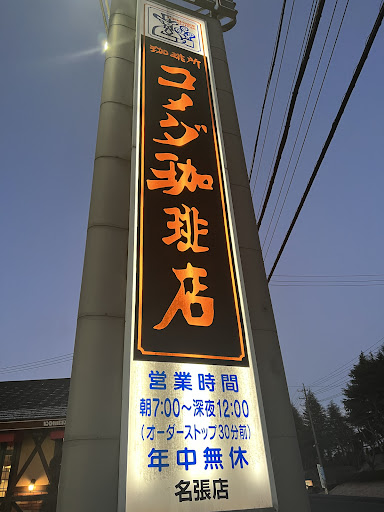 珈琲所
コメダ珈琲店
営業時間
朝7:00〜深夜12:00
(オーダーストップ30分前)
年中無休
名張店